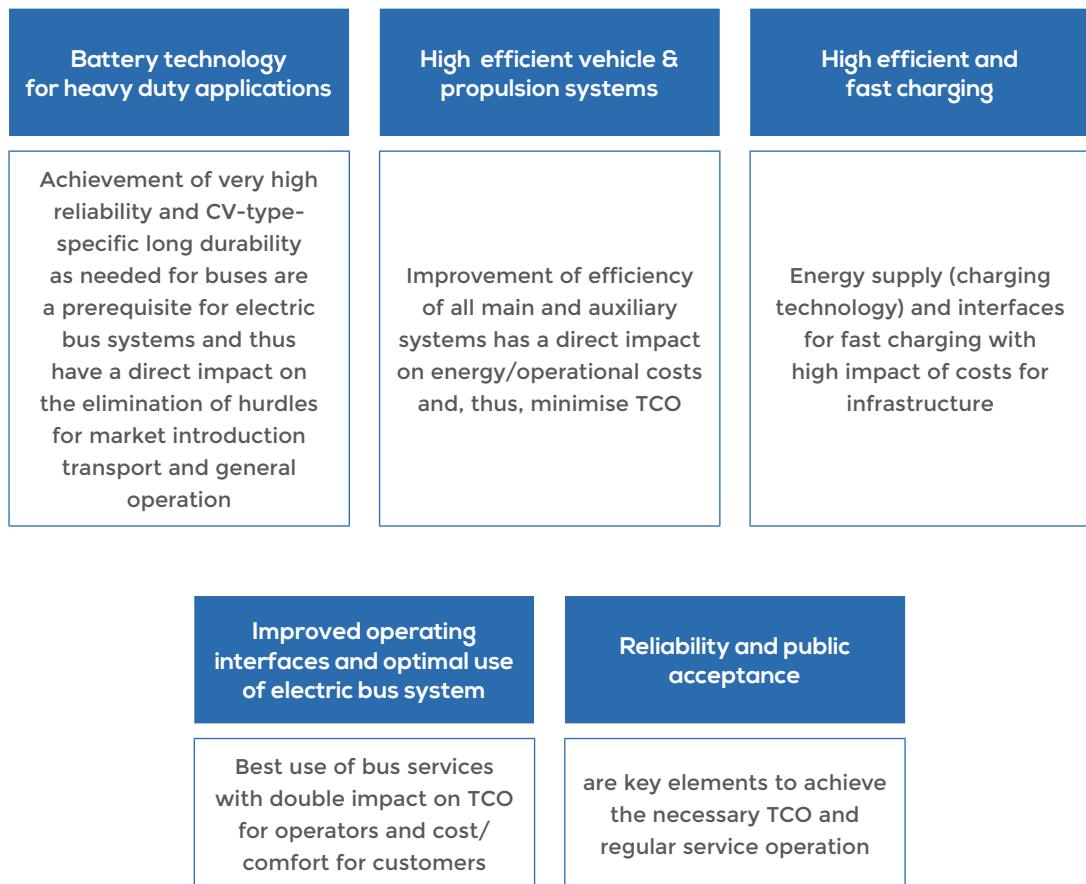 Battery technology
for heavy duty applications
Achievement of very high
reliability and CV-type-
specific long durability
as needed for buses are
a prerequisite for electric
bus systems and thus
have a direct impact on
the elimination of hurdles
for market introduction
transport and general
operation
High efficient vehicle &
propulsion systems
Improvement of efficiency
of all main and auxiliary
systems has a direct impact
on energy/operational costs
and, thus, minimise TCO
High efficient and
fast charging
Energy supply (charging
technology) and interfaces
for fast charging with
high impact of costs for
infrastructure
Improved operating
interfaces and optimal use
of electric bus system
Best use of bus services
with double impact on TCO
for operators and cost/
comfort for customers
Reliability and public
acceptance
are key elements to achieve
the necessary TCO and
regular service operation